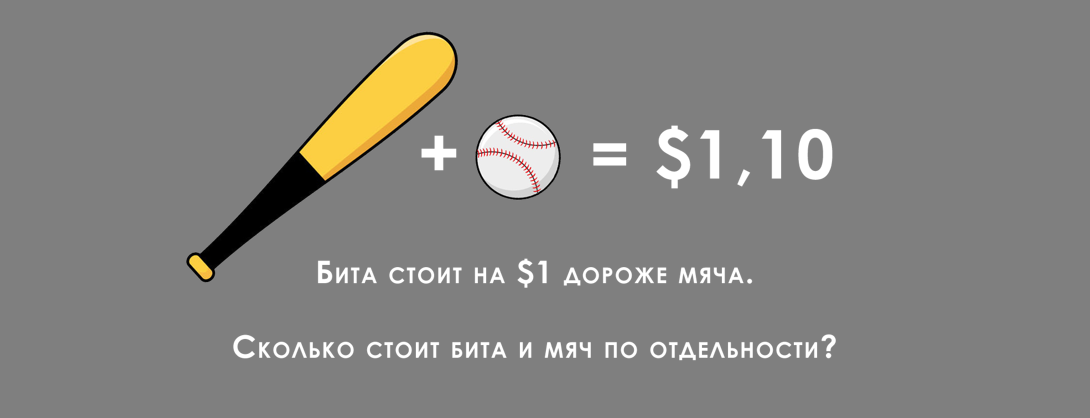 + = $1,10
Бита стоит на $1 дороже мяча.
Сколько стоит бита и мяч по отдельности?